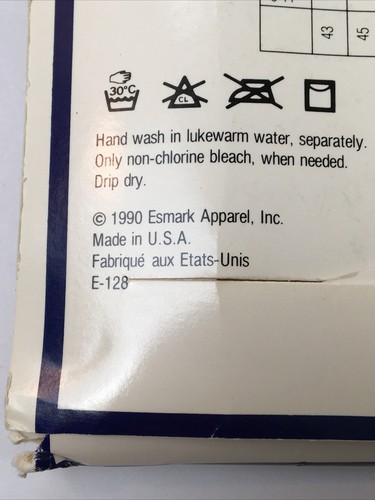 43 45
30°C
CL
Hand wash in lukewarm water, separately.
Only non-chlorine bleach, when needed.
Drip dry.
© 1990 Esmark Apparel, Inc.
Made in U.S.A.
Fabriqué aux Etats-Unis
E-128